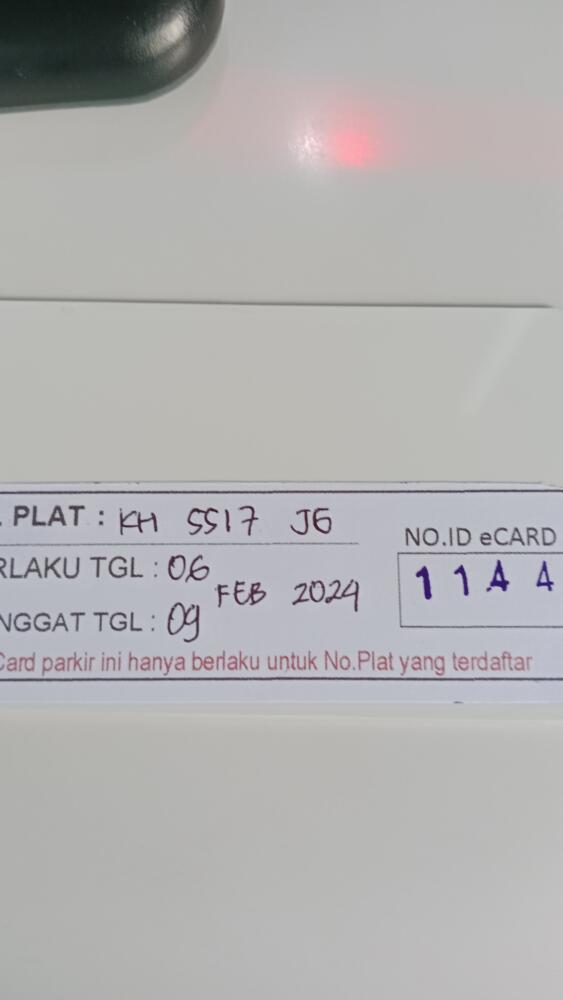 . PLAT : KH 5517 JG
NO.ID eCARD
RLAKU TGL : 06
1 1 4 4
FEB 2024
NGGAT TGL : 09
Card parkir ini hanya berlaku untuk No.Plat yang terdaftar